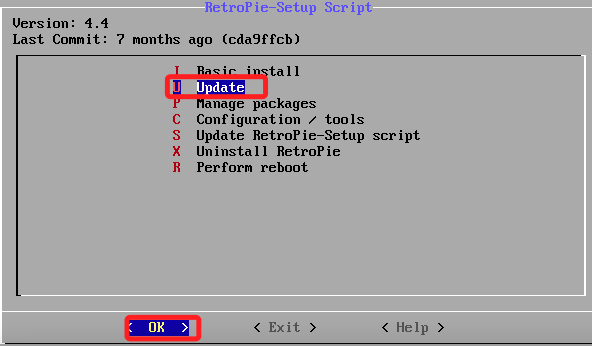 RetroPie-Setup Script
Version: 4.4
Last Commit: 7 months ago (cda9ffcb)
I Basic install
U Update
P Manage packages
C Configuration / tools
S Update RetroPie-Setup script
X Uninstall RetroPie
R Perform reboot
< OK > < Exit > < Help >